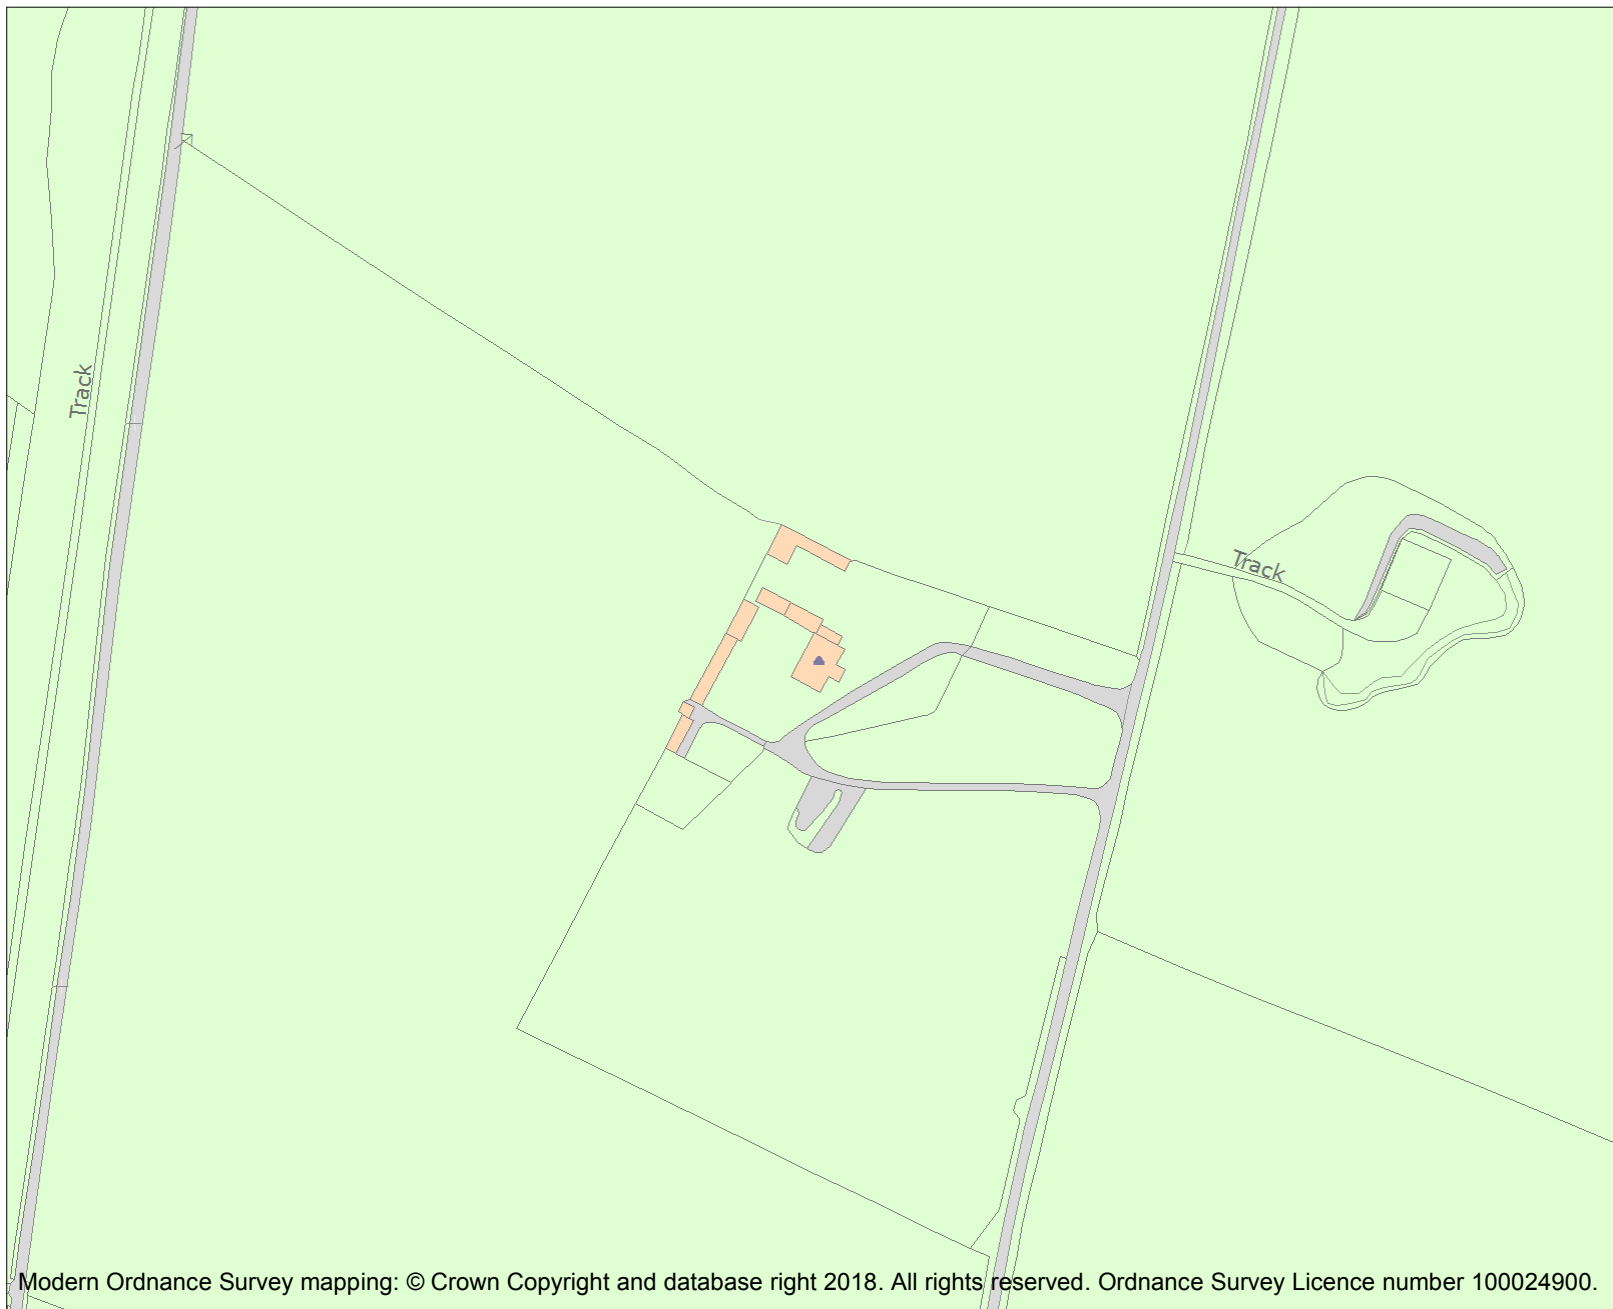 Track
Track
Modern Ordnance Survey mapping: © Crown Copyright and database right 2018. All rights reserved. Ordnance Survey Licence number 100024900.